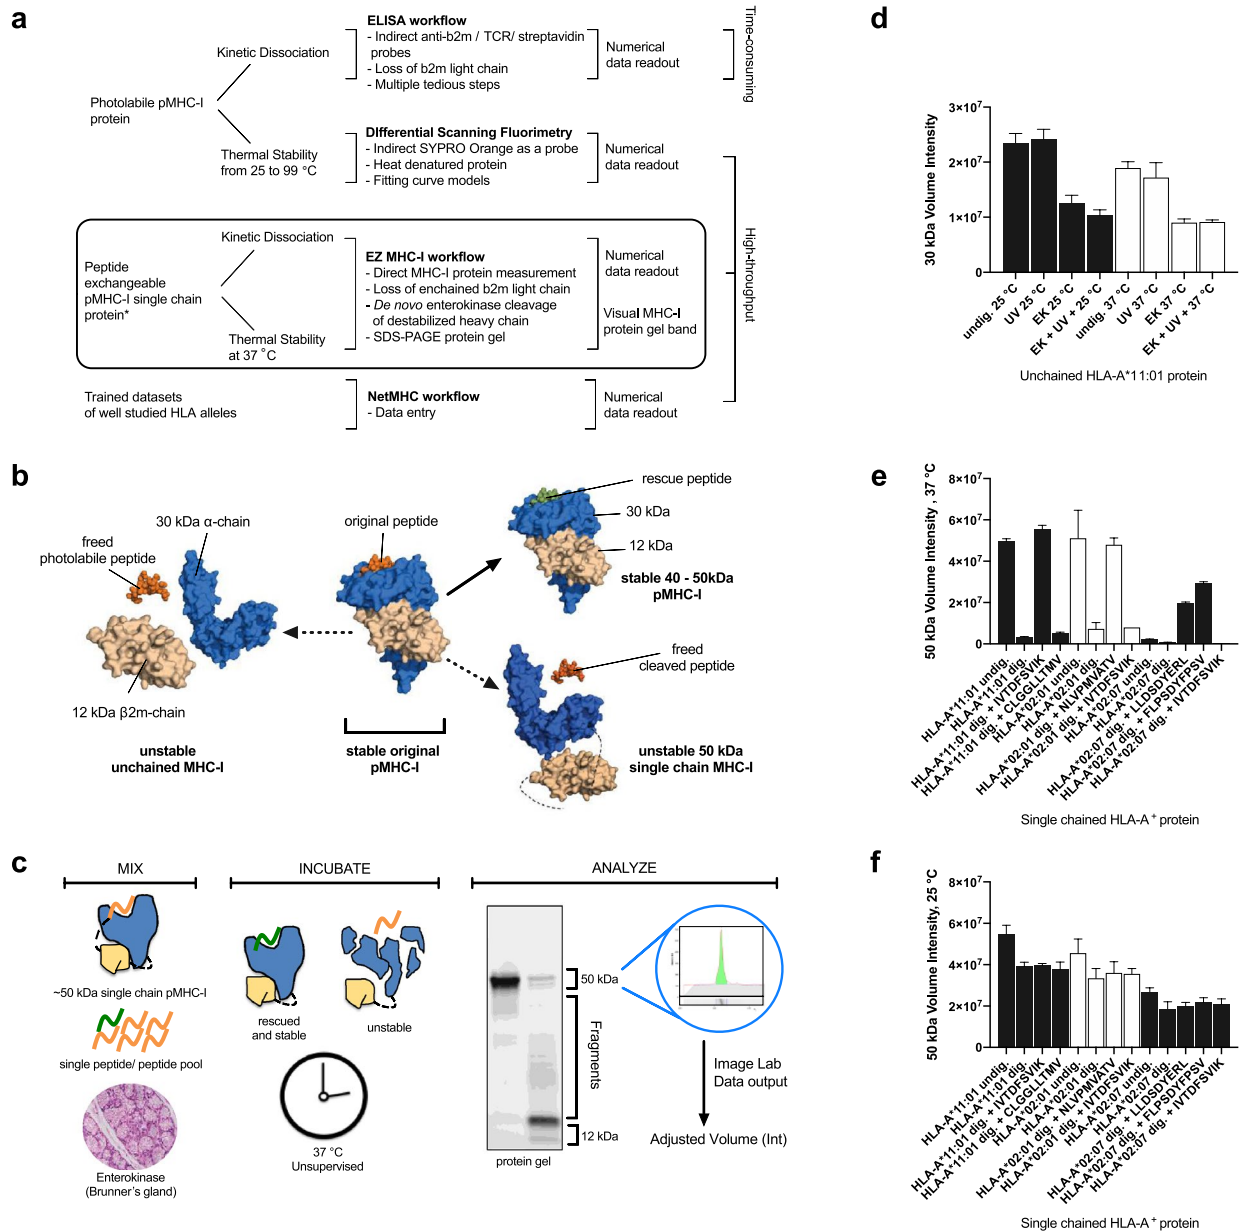 a
Photolabile pMHC-I
protein
Kinetic Dissociation
Thermal Stability
from 25 to 99 °C
ELISA workflow
- Indirect anti-b2m / TCR/ streptavidin
probes
- Loss of b2m light chain
- Multiple tedious steps
Numerical
data readout
Time-consuming
DIfferential Scanning Fluorimetry
- Indirect SYPRO Orange as a probe
- Heat denatured protein
- Fitting curve models
Numerical
data readout
Peptide
exchangeable
pMHC-I single chain
protein*
Kinetic Dissociation
Thermal Stability
at 37 °C
EZ MHC-I workflow
- Direct MHC-I protein measurement
- Loss of enchained b2m light chain
- De novo enterokinase cleavage
of destabilized heavy chain
- SDS-PAGE protein gel
Numerical
data readout
Visual MHC-I
protein gel band
High-throughput
Trained datasets
of well studied HLA alleles
NetMHC workflow
- Data entry
Numerical
data readout
b
freed
photolabile peptide
30 kDa α-chain
12 kDa β2m-chain
unstable
unchained MHC-I
original peptide
stable original
pMHC-I
rescue peptide
30 kDa
12 kDa
stable 40 - 50kDa
pMHC-I
freed
cleaved peptide
unstable 50 kDa
single chain MHC-I
c
MIX
INCUBATE
ANALYZE
~50 kDa single chain pMHC-I
single peptide/ peptide pool
Enterokinase
(Brunner's gland)
rescued
and stable
unstable
37 °C
Unsupervised
50 kDa
Fragments
12 kDa
protein gel
Image Lab
Data output
Adjusted Volume (Int)
d
30 kDa Volume Intensity
3×10⁷
2×10⁷
1×10⁷
0
undig. 25 °C
UV 25 °C
EK 25 °C
EK + UV + 25 °C
undig. 37 °C
UV 37 °C
EK 37 °C
EK + UV + 37 °C
Unchained HLA-A*11:01 protein
e
50 kDa Volume Intensity , 37 °C
8×10⁷
6×10⁷
4×10⁷
2×10⁷
0
HLA-A*11:01 undig.
HLA-A*11:01 dig.
HLA-A*11:01 dig. + IVTDFSVIK
HLA-A*11:01 dig. + CLGGLLTMV
HLA-A*02:01 undig.
HLA-A*02:01 dig.
HLA-A*02:01 dig. + NLVPMVATV
HLA-A*02:01 dig. + IVTDFSVIK
HLA-A*02:07 undig.
HLA-A*02:07 dig.
HLA-A*02:07 dig. + LLDSDYERL
HLA-A*02:07 dig. + FLPSDYFPSV
HLA-A*02:07 dig. + IVTDFSVIK
Single chained HLA-A⁺ protein
f
50 kDa Volume Intensity, 25 °C
8×10⁷
6×10⁷
4×10⁷
2×10⁷
0
HLA-A*11:01 undig.
HLA-A*11:01 dig.
HLA-A*11:01 dig. + IVTDFSVIK
HLA-A*11:01 dig. + CLGGLLTMV
HLA-A*02:01 undig.
HLA-A*02:01 dig.
HLA-A*02:01 dig. + NLVPMVATV
HLA-A*02:01 dig. + IVTDFSVIK
HLA-A*02:07 undig.
HLA-A*02:07 dig.
HLA-A*02:07 dig. + LLDSDYERL
HLA-A*02:07 dig. + FLPSDYFPSV
HLA-A*02:07 dig. + IVTDFSVIK
Single chained HLA-A⁺ protein